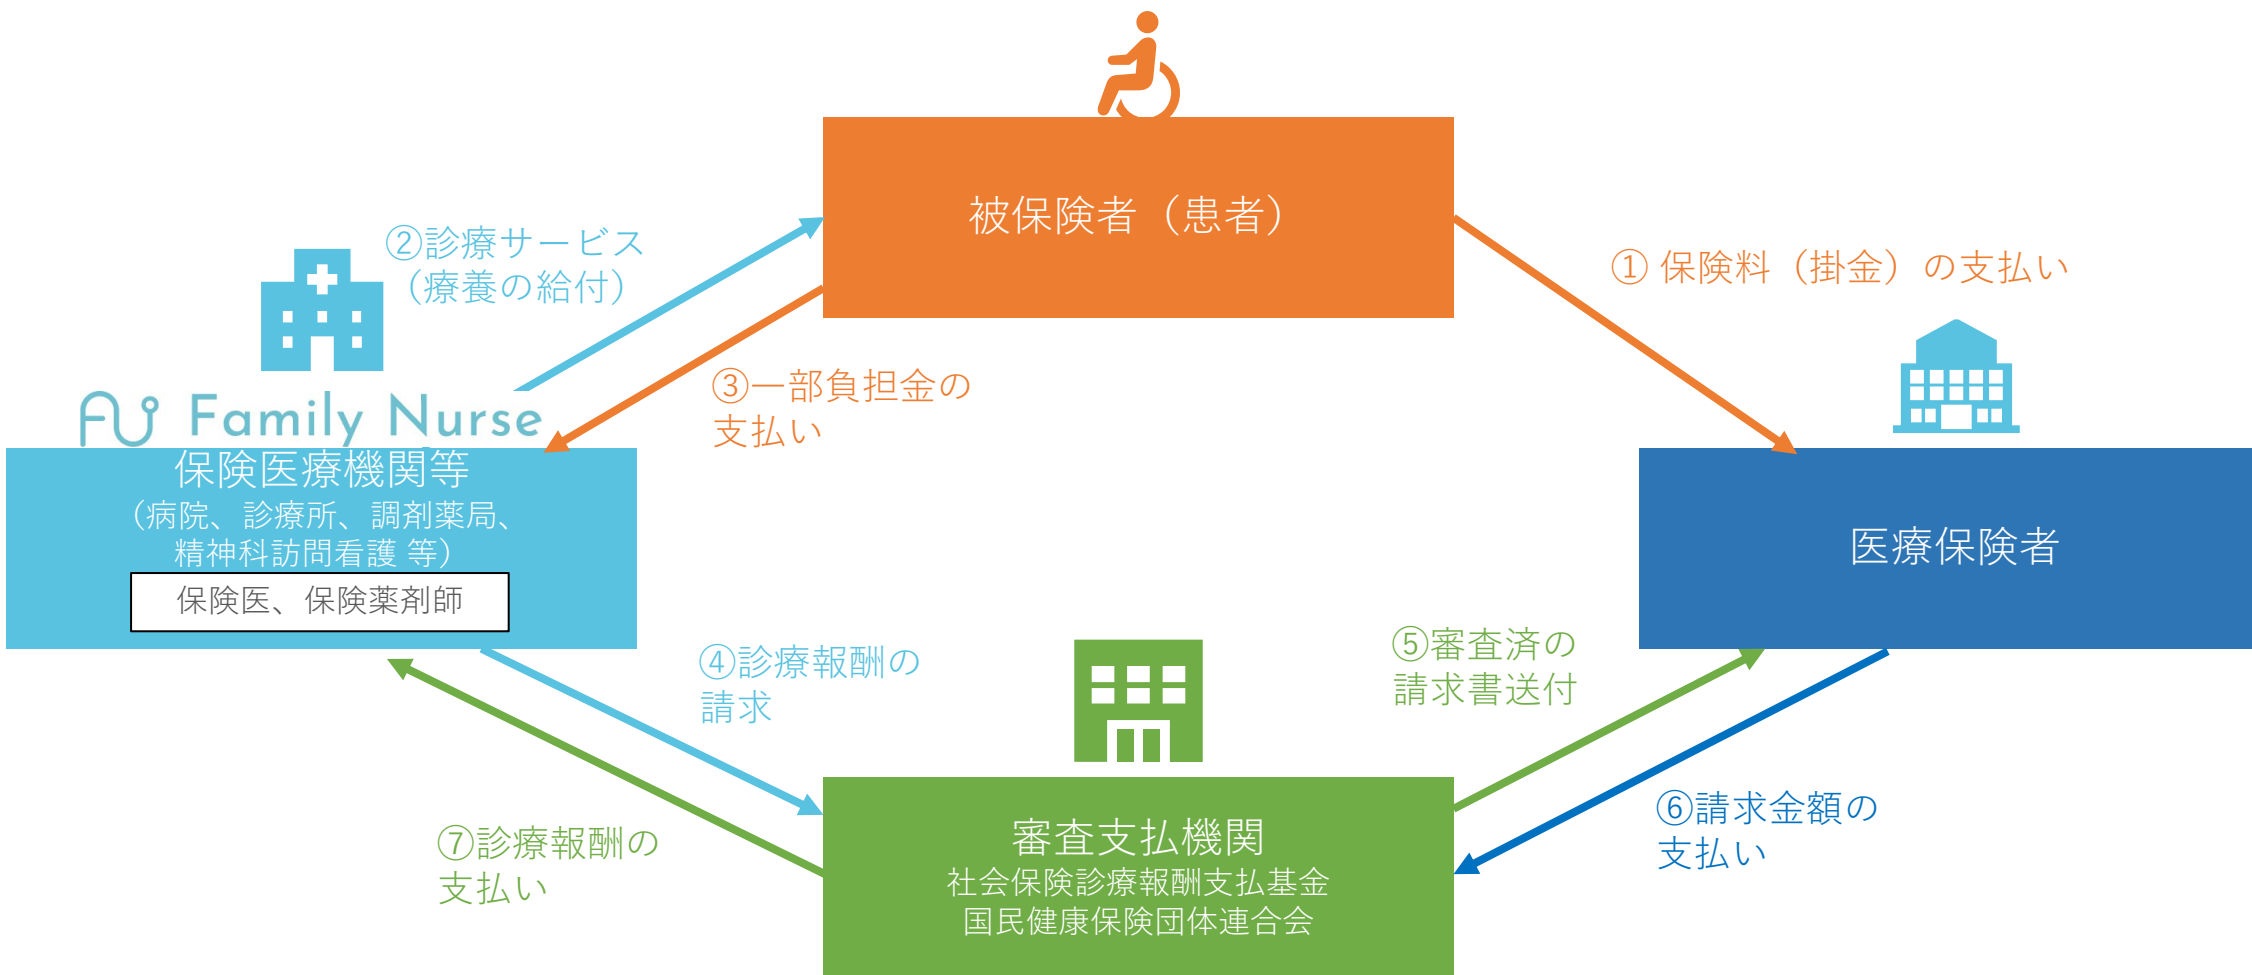 被保険者（患者）
②診療サービス
（療養の給付）
① 保険料（掛金）の支払い
③一部負担金の
支払い
Family Nurse
保険医療機関等
（病院、診療所、調剤薬局、
精神科訪問看護 等）
保険医、保険薬剤師
医療保険者
④診療報酬の
請求
⑤審査済の
請求書送付
⑦診療報酬の
支払い
⑥請求金額の
支払い
審査支払機関
社会保険診療報酬支払基金
国民健康保険団体連合会